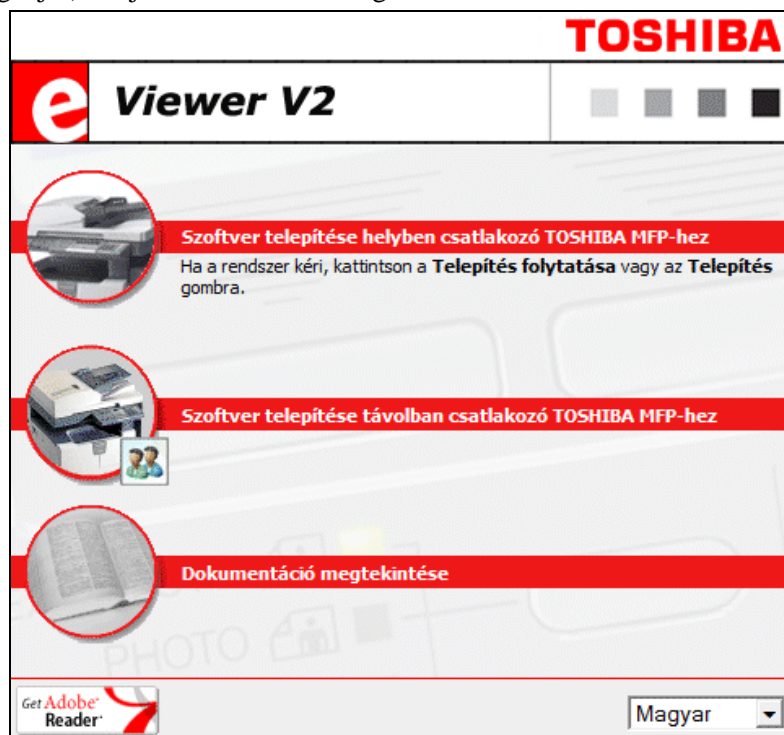 TOSHIBA
e Viewer V2
Szoftver telepítése helyben csatlakozó TOSHIBA MFP-hez
Ha a rendszer kéri, kattintson a Telepítés folytatása vagy az Telepítés
gombra.
Szoftver telepítése távolban csatlakozó TOSHIBA MFP-hez
Dokumentáció megtekintése
PHOTO
Get Adobe
Reader
Magyar